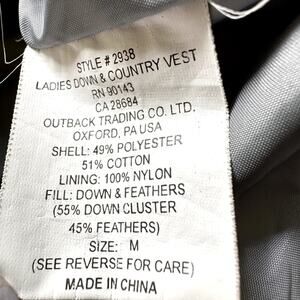 STYLE # 2938
LADIES DOWN & COUNTRY VEST
RN 90143
CA 28684
OUTBACK TRADING CO. LTD.
OXFORD, PA USA
SHELL: 49% POLYESTER
51% COTTON
LINING: 100% NYLON
FILL: DOWN & FEATHERS
(55% DOWN CLUSTER
45% FEATHERS)
SIZE: M
(SEE REVERSE FOR CARE)
MADE IN CHINA